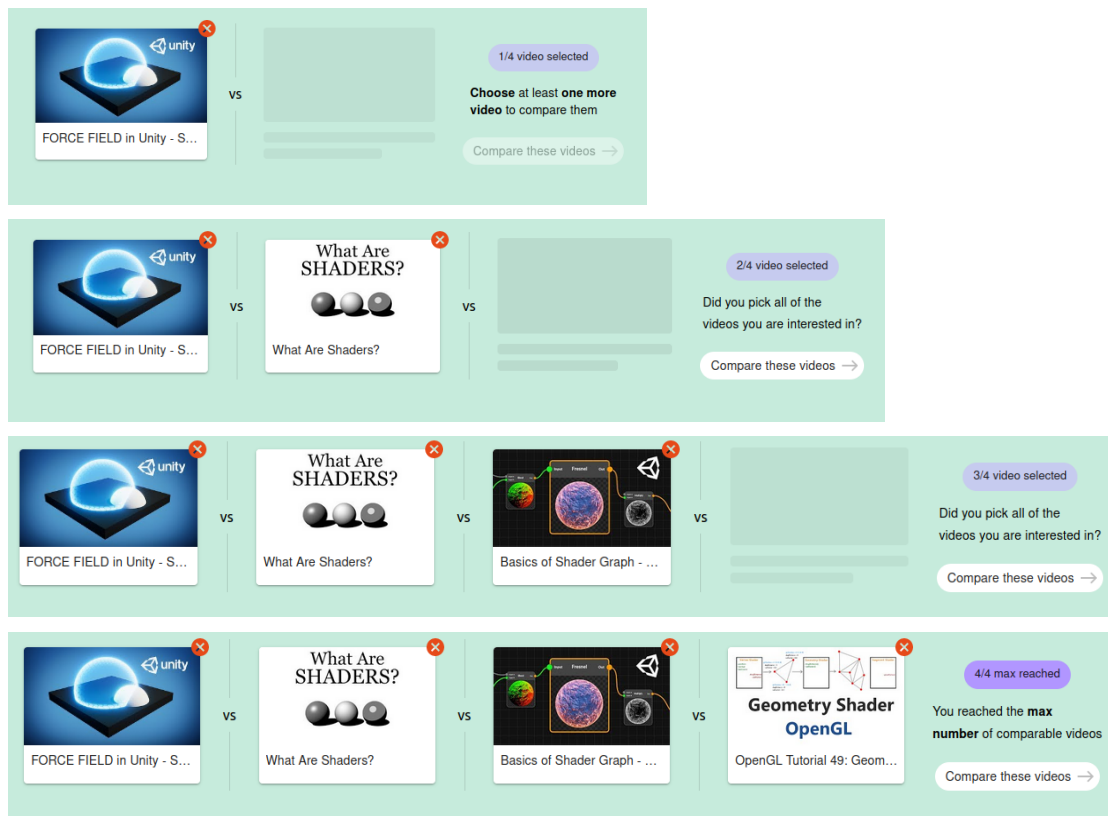 unity
FORCE FIELD in Unity - S...
vs
1/4 video selected
Choose at least one more
video to compare them
Compare these videos
unity
FORCE FIELD in Unity - S...
vs
What Are
SHADERS?
What Are Shaders?
vs
2/4 video selected
Did you pick all of the
videos you are interested in?
Compare these videos
unity
FORCE FIELD in Unity - S...
vs
What Are
SHADERS?
What Are Shaders?
vs
Fresnel
Basics of Shader Graph - ...
vs
3/4 video selected
Did you pick all of the
videos you are interested in?
Compare these videos
unity
FORCE FIELD in Unity - S...
vs
What Are
SHADERS?
What Are Shaders?
vs
Fresnel
Basics of Shader Graph - ...
vs
Geometry Shader
OpenGL
OpenGL Tutorial 49: Geom...
4/4 max reached
You reached the max
number of comparable videos
Compare these videos